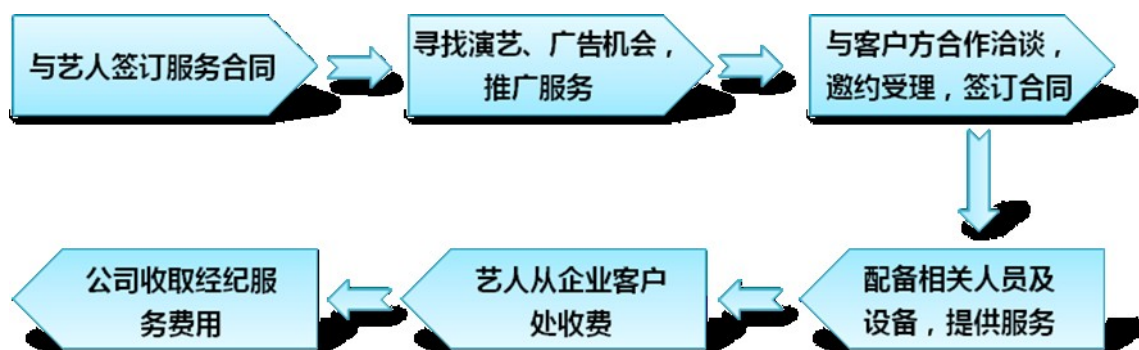 与艺人签订服务合同
寻找演艺、广告机会，
推广服务
与客户方合作洽谈，
邀约受理，签订合同
配备相关人员及
设备，提供服务
艺人从企业客户
处收费
公司收取经纪服
务费用